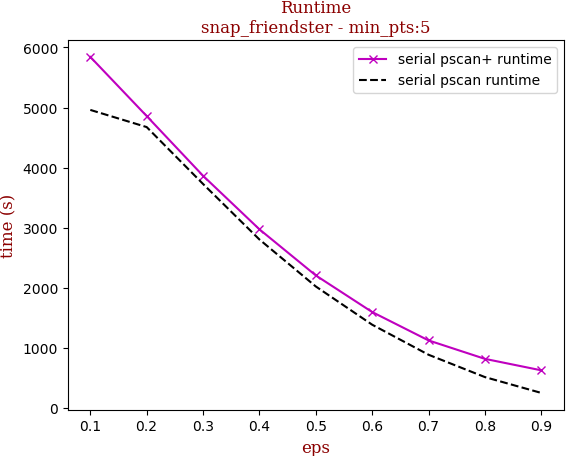 Runtime
snap_friendster - min_pts:5
serial pscan+ runtime
serial pscan runtime
time (s)
6000
5000
4000
3000
2000
1000
0
0.1 0.2 0.3 0.4 0.5 0.6 0.7 0.8 0.9
eps